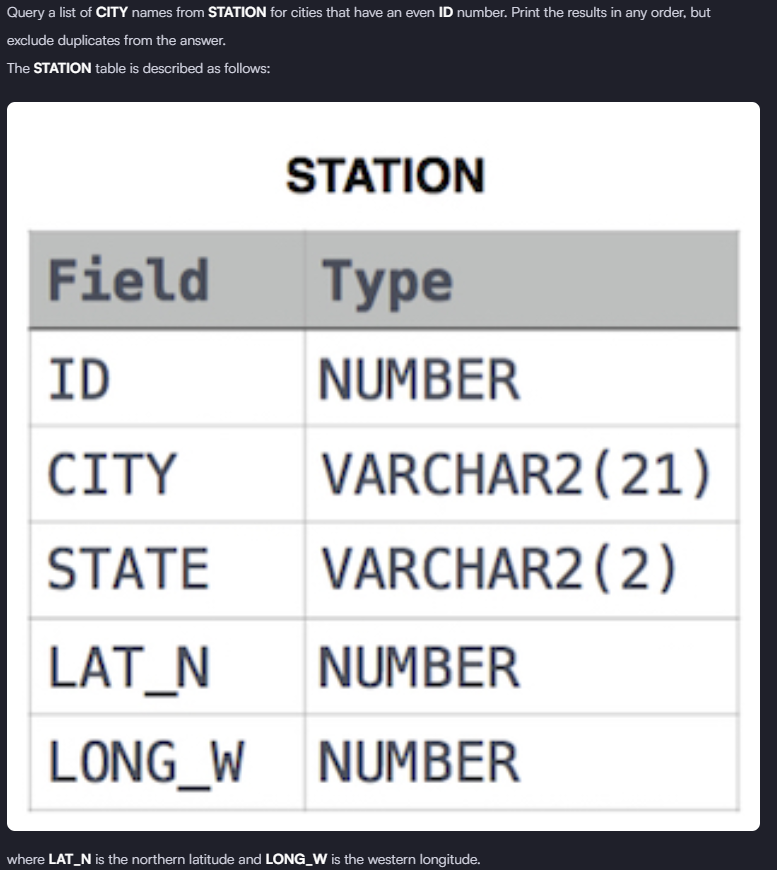 Query a list of CITY names from STATION for cities that have an even ID number. Print the results in any order, but
exclude duplicates from the answer.
The STATION table is described as follows:
STATION
Field Type
ID NUMBER
CITY VARCHAR2(21)
STATE VARCHAR2(2)
LAT_N NUMBER
LONG_W NUMBER
where LAT_N is the northern latitude and LONG_W is the western longitude.